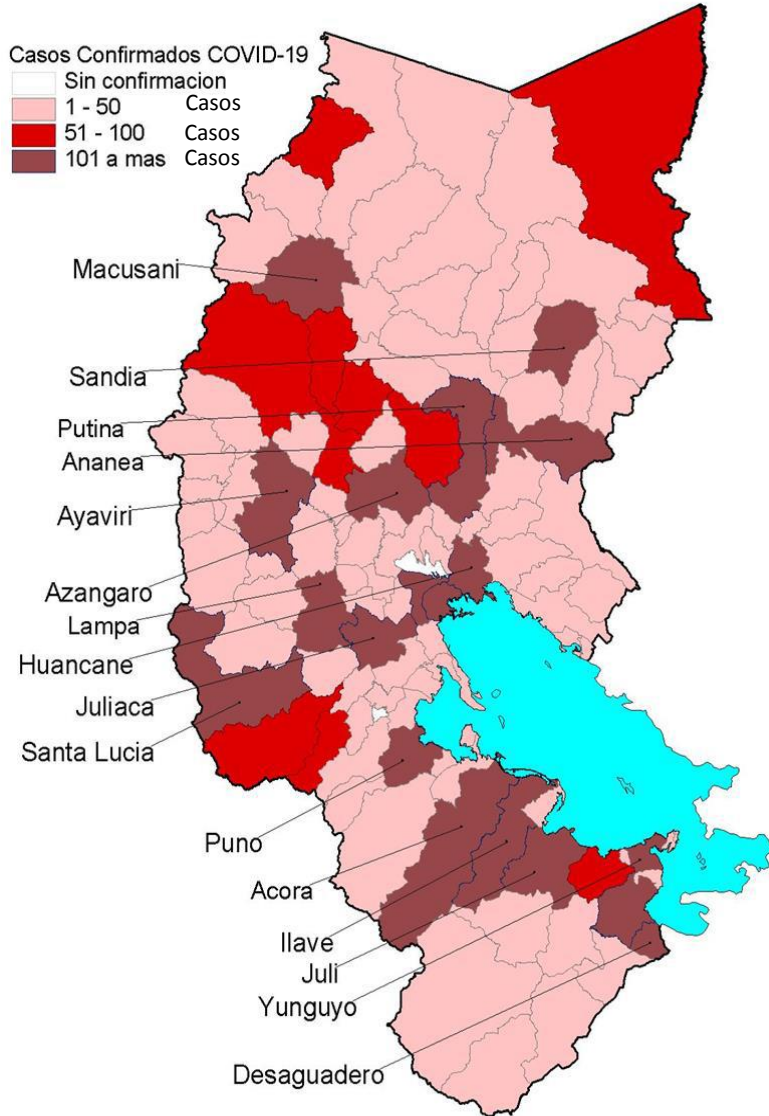 Casos Confirmados COVID-19
Sin confirmacion
1 - 50 Casos
51 - 100 Casos
101 a mas Casos
Macusani
Sandia
Putina
Ananea
Ayaviri
Azangaro
Lampa
Huancane
Juliaca
Santa Lucia
Puno
Acora
Ilave
Juli
Yunguyo
Desaguadero